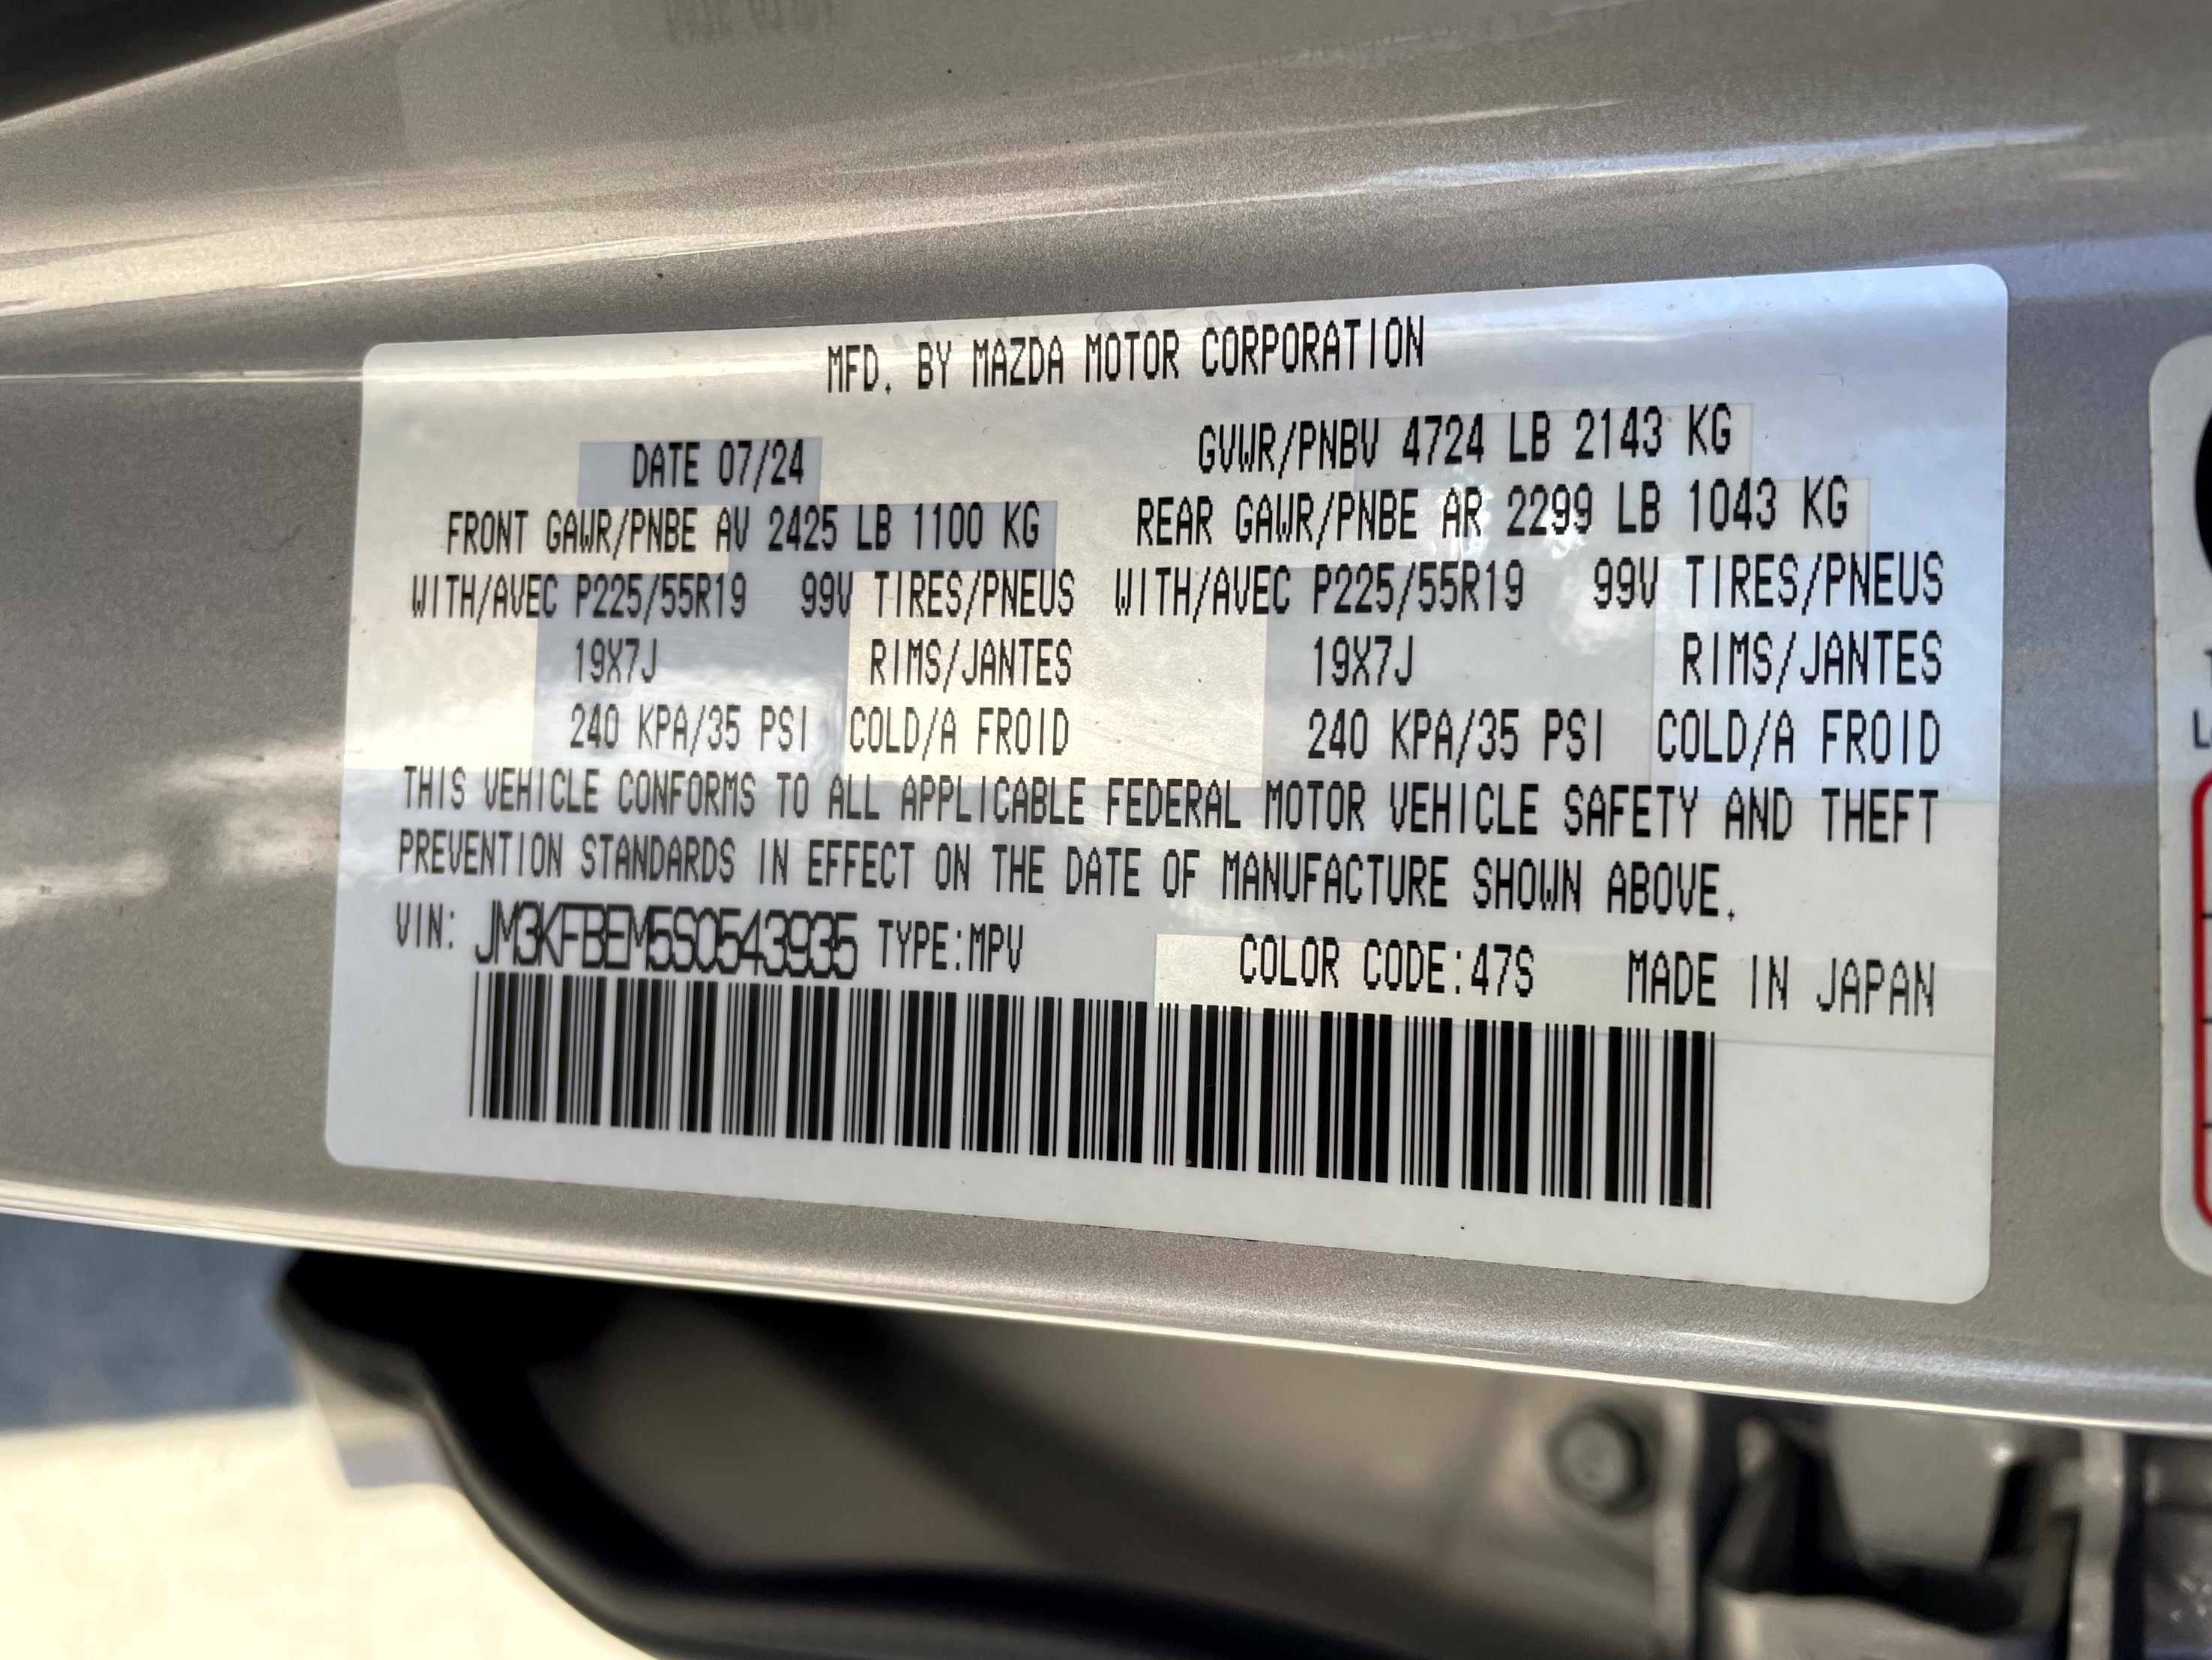 MFD. BY MAZDA MOTOR CORPORATION
DATE 07/24 GVWR/PNBV 4724 LB 2143 KG
FRONT GAWR/PNBE AV 2425 LB 1100 KG REAR GAWR/PNBE AR 2299 LB 1043 KG
WITH/AVEC P225/55R19 99V TIRES/PNEUS WITH/AVEC P225/55R19 99V TIRES/PNEUS
19X7J RIMS/JANTES 19X7J RIMS/JANTES
240 KPA/35 PSI COLD/A FROID 240 KPA/35 PSI COLD/A FROID
THIS VEHICLE CONFORMS TO ALL APPLICABLE FEDERAL MOTOR VEHICLE SAFETY AND THEFT
PREVENTION STANDARDS IN EFFECT ON THE DATE OF MANUFACTURE SHOWN ABOVE.
VIN: JM3KFBEM5S0543935 TYPE:MPV COLOR CODE:47S MADE IN JAPAN